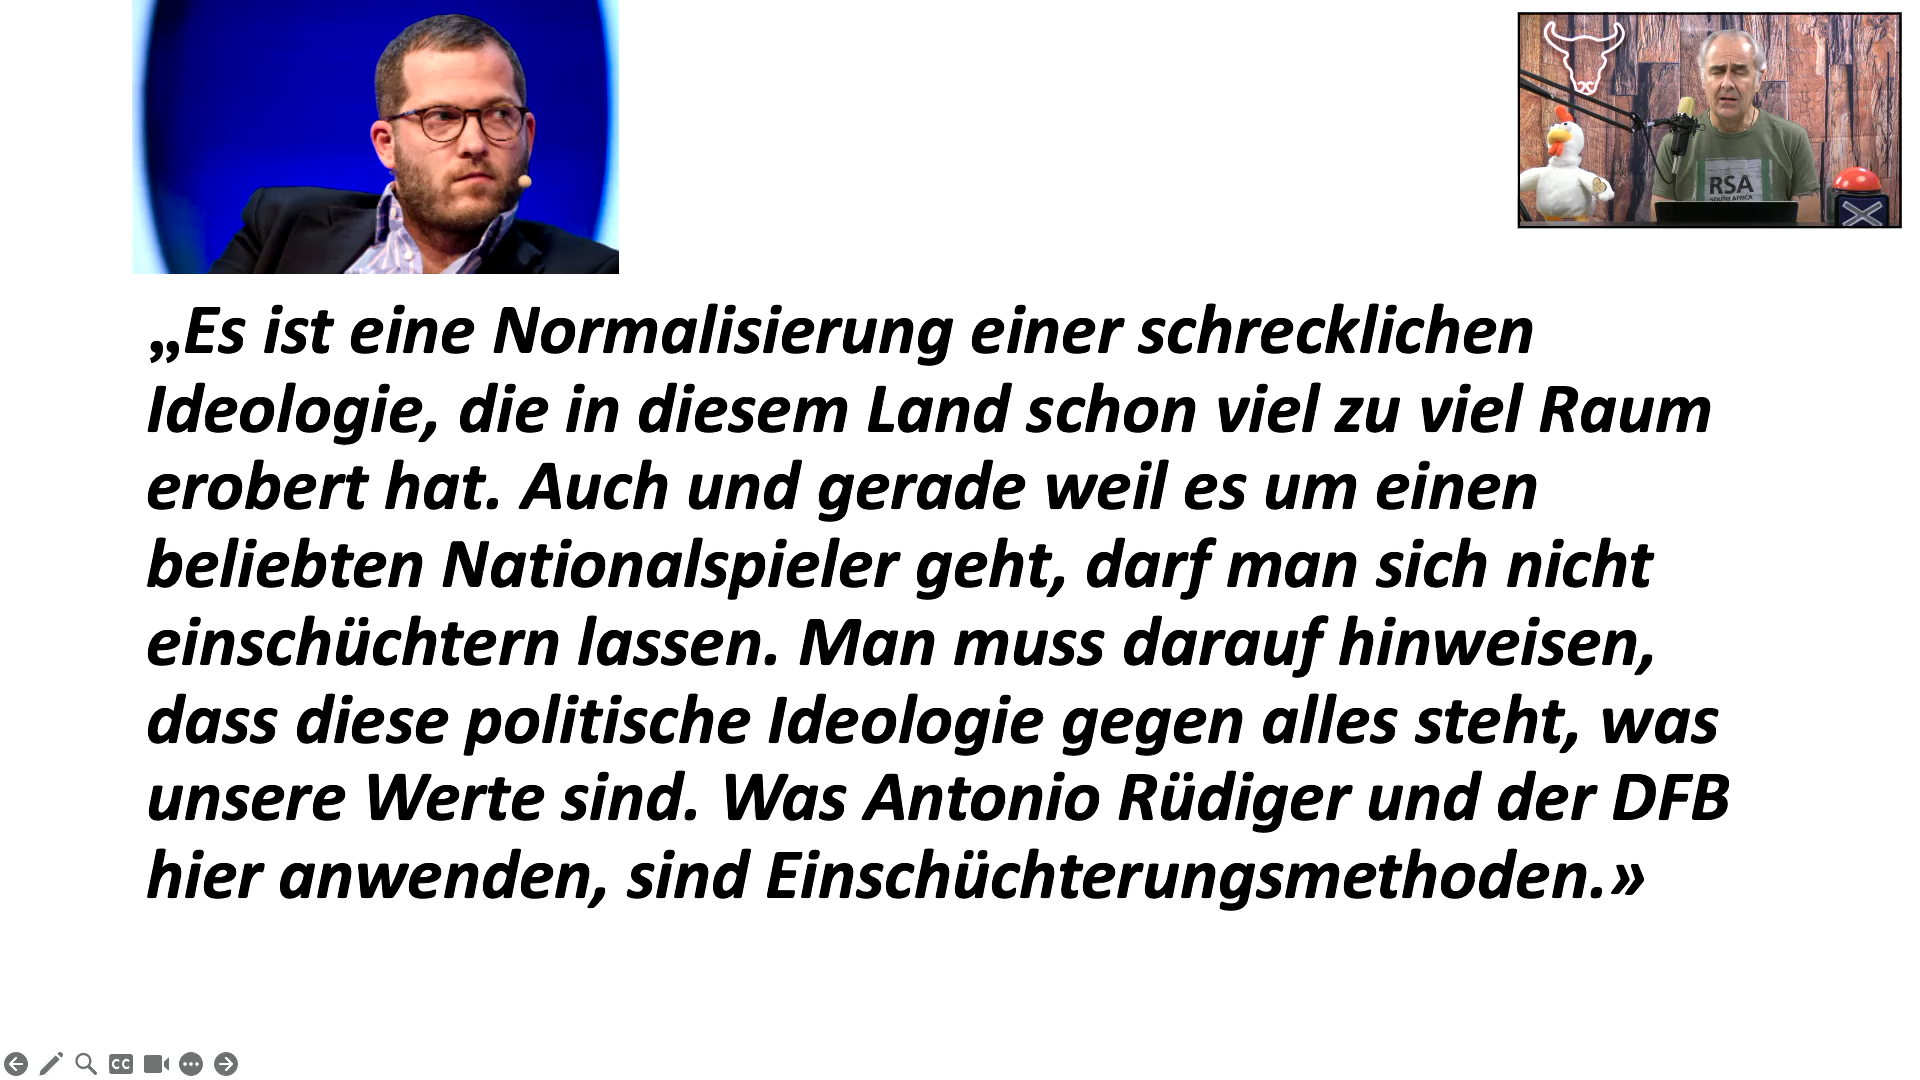 RSA
SOUTH AFRICA
„Es ist eine Normalisierung einer schrecklichen
Ideologie, die in diesem Land schon viel zu viel Raum
erobert hat. Auch und gerade weil es um einen
beliebten Nationalspieler geht, darf man sich nicht
einschüchtern lassen. Man muss darauf hinweisen,
dass diese politische Ideologie gegen alles steht, was
unsere Werte sind. Was Antonio Rüdiger und der DFB
hier anwenden, sind Einschüchterungsmethoden.»
CC